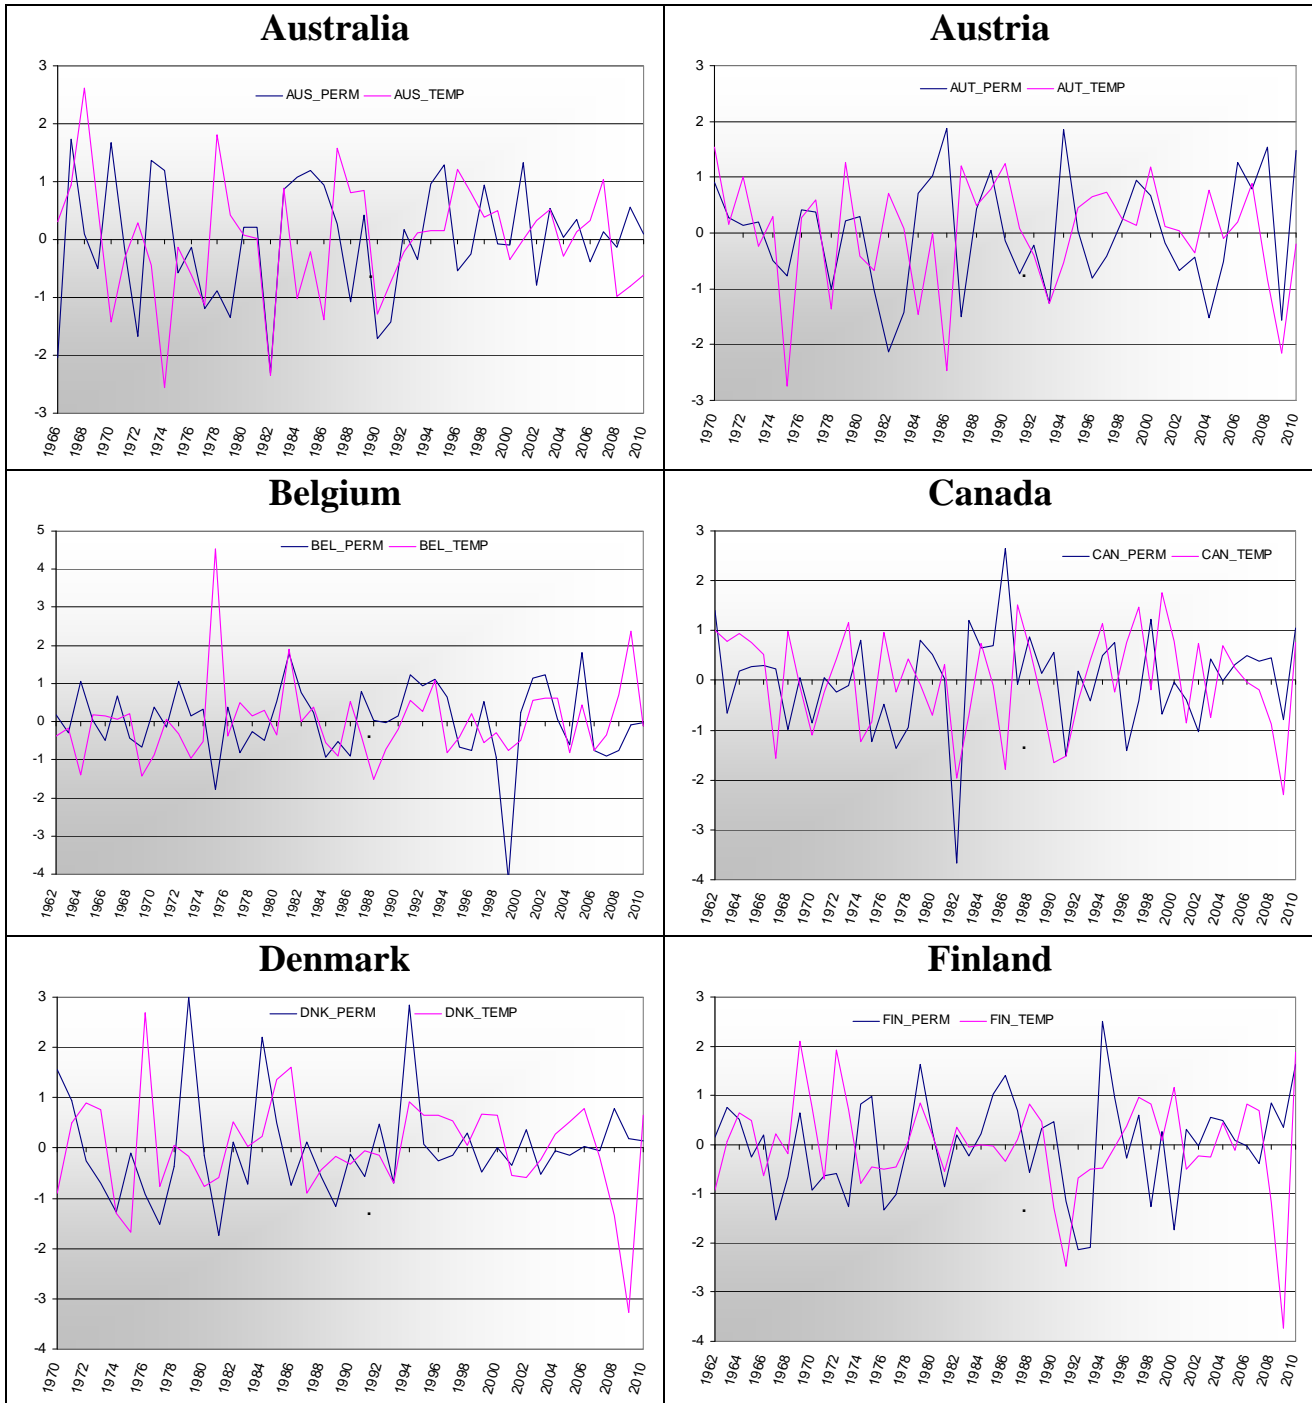 Australia
AUS_PERM AUS_TEMP
3
2
1
0
-1
-2
-3
1966 1968 1970 1972 1974 1976 1978 1980 1982 1984 1986 1988 1990 1992 1994 1996 1998 2000 2002 2004 2006 2008 2010
Austria
AUT_PERM AUT_TEMP
3
2
1
0
-1
-2
-3
1970 1972 1974 1976 1978 1980 1982 1984 1986 1988 1990 1992 1994 1996 1998 2000 2002 2004 2006 2008 2010
Belgium
BEL_PERM BEL_TEMP
5
4
3
2
1
0
-1
-2
-3
-4
1962 1964 1966 1968 1970 1972 1974 1976 1978 1980 1982 1984 1986 1988 1990 1992 1994 1996 1998 2000 2002 2004 2006 2008 2010
Canada
CAN_PERM CAN_TEMP
3
2
1
0
-1
-2
-3
-4
1962 1964 1966 1968 1970 1972 1974 1976 1978 1980 1982 1984 1986 1988 1990 1992 1994 1996 1998 2000 2002 2004 2006 2008 2010
Denmark
DNK_PERM DNK_TEMP
3
2
1
0
-1
-2
-3
-4
1970 1972 1974 1976 1978 1980 1982 1984 1986 1988 1990 1992 1994 1996 1998 2000 2002 2004 2006 2008 2010
Finland
FIN_PERM FIN_TEMP
3
2
1
0
-1
-2
-3
-4
1962 1964 1966 1968 1970 1972 1974 1976 1978 1980 1982 1984 1986 1988 1990 1992 1994 1996 1998 2000 2002 2004 2006 2008 2010